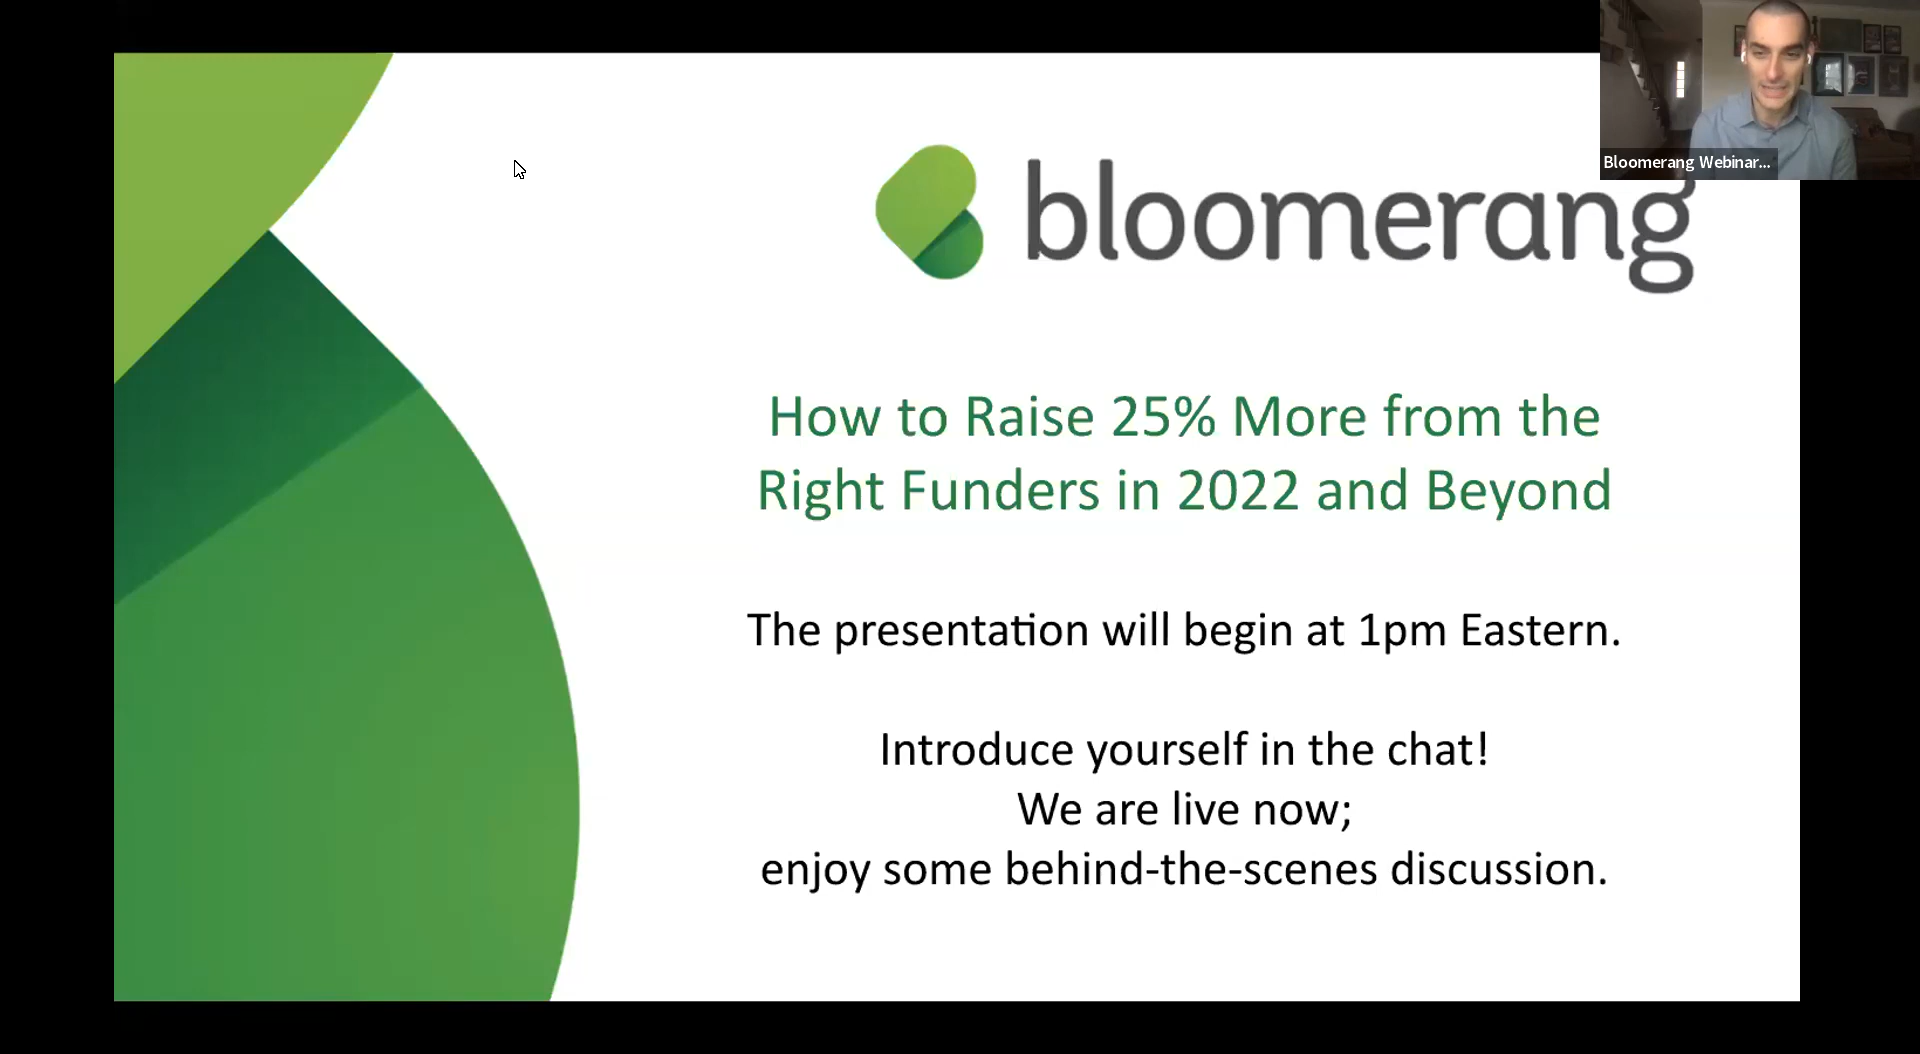 Bloomerang Webinar...
bloomerang
How to Raise 25% More from the
Right Funders in 2022 and Beyond
The presentation will begin at 1pm Eastern.
Introduce yourself in the chat!
We are live now;
enjoy some behind-the-scenes discussion.